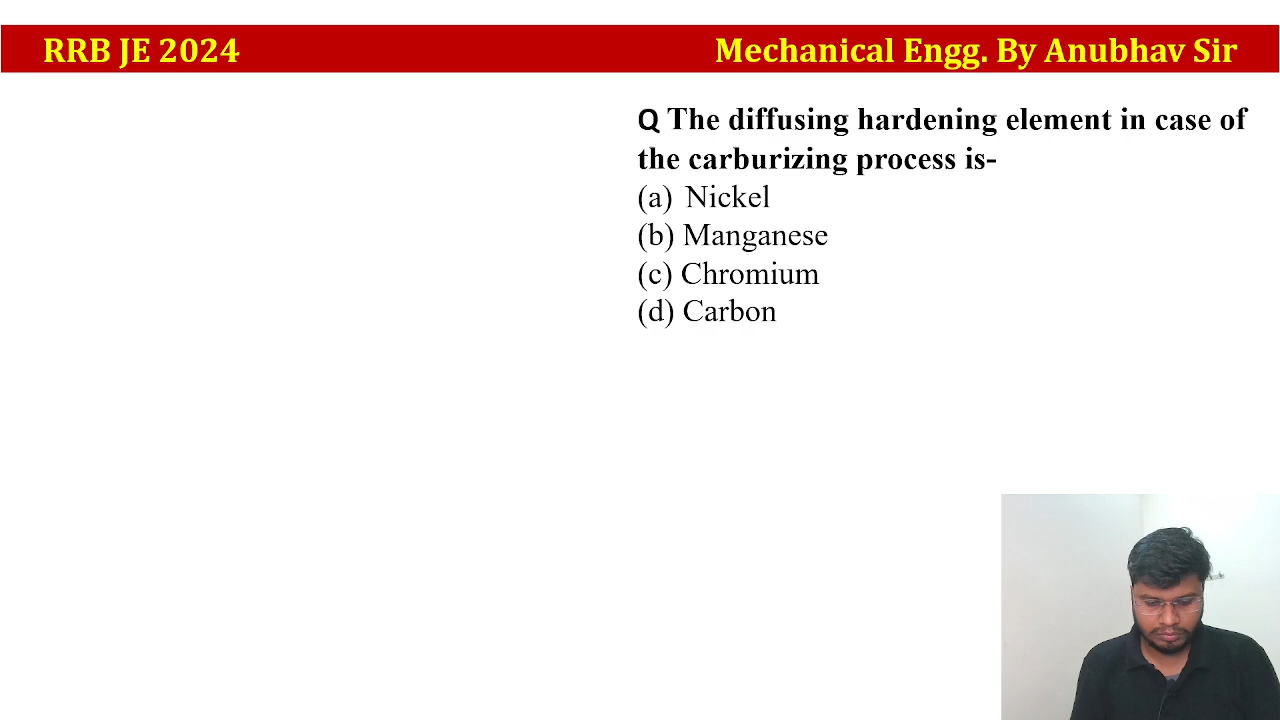 RRB JE 2024
Mechanical Engg. By Anubhav Sir
Q The diffusing hardening element in case of
the carburizing process is-
(a) Nickel
(b) Manganese
(c) Chromium
(d) Carbon